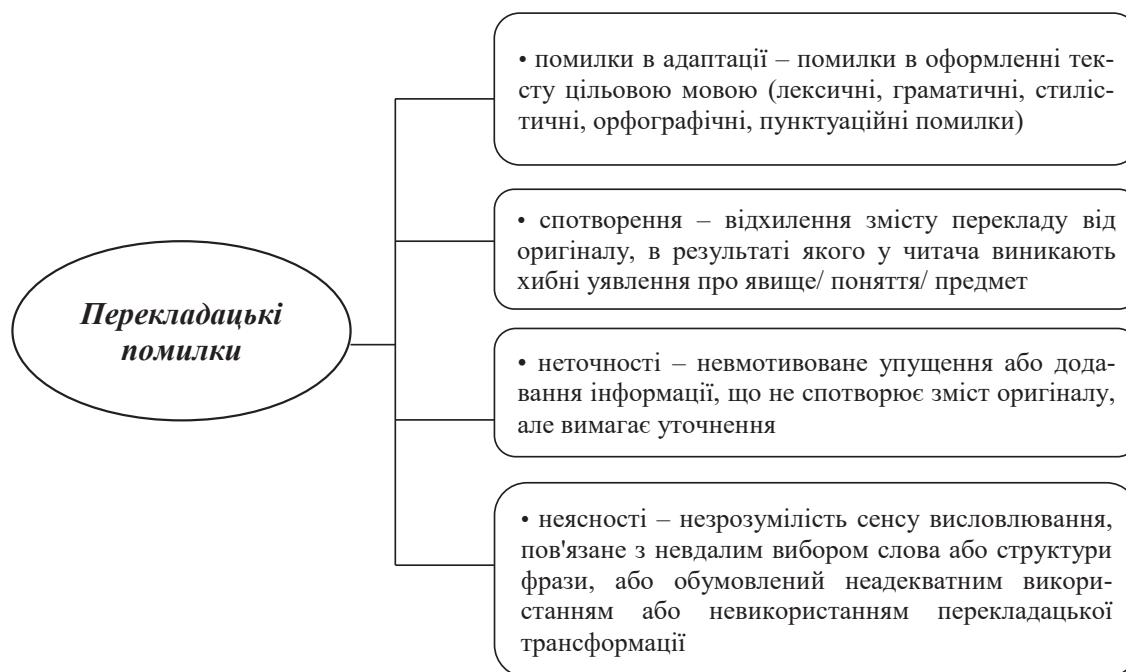 Перекладацькі
помилки
• помилки в адаптації – помилки в оформленні тек-
сту цільовою мовою (лексичні, граматичні, стиліс-
тичні, орфографічні, пунктуаційні помилки)
• спотворення – відхилення змісту перекладу від
оригіналу, в результаті якого у читача виникають
хибні уявлення про явище/ поняття/ предмет
• неточності – невмотивоване упущення або дода-
вання інформації, що не спотворює зміст оригіналу,
але вимагає уточнення
• неясності – незрозумілість сенсу висловлювання,
пов'язане з невдалим вибором слова або структури
фрази, або обумовлений неадекватним викори-
станням або невикористанням перекладацької
трансформації